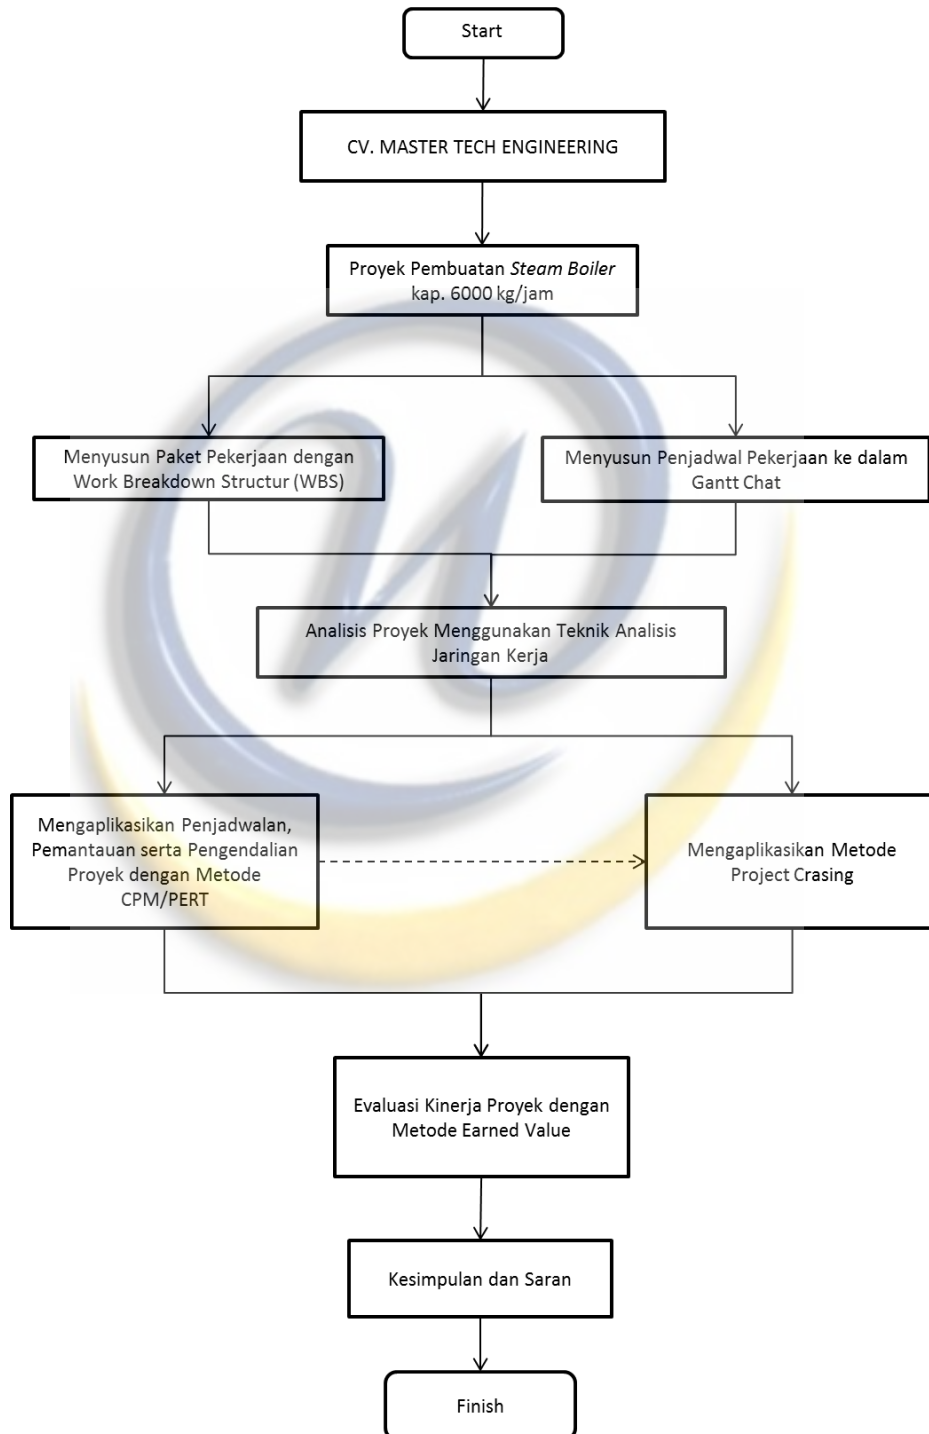 Start
CV. MASTER TECH ENGINEERING
Proyek Pembuatan Steam Boiler
kap. 6000 kg/jam
Menyusun Paket Pekerjaan dengan
Work Breakdown Structur (WBS)
Menyusun Penjadwal Pekerjaan ke dalam
Gantt Chat
Analisis Proyek Menggunakan Teknik Analisis
Jaringan Kerja
Mengaplikasikan Penjadwalan,
Pemantauan serta Pengendalian
Proyek dengan Metode
CPM/PERT
Mengaplikasikan Metode
Project Crasing
Evaluasi Kinerja Proyek dengan
Metode Earned Value
Kesimpulan dan Saran
Finish